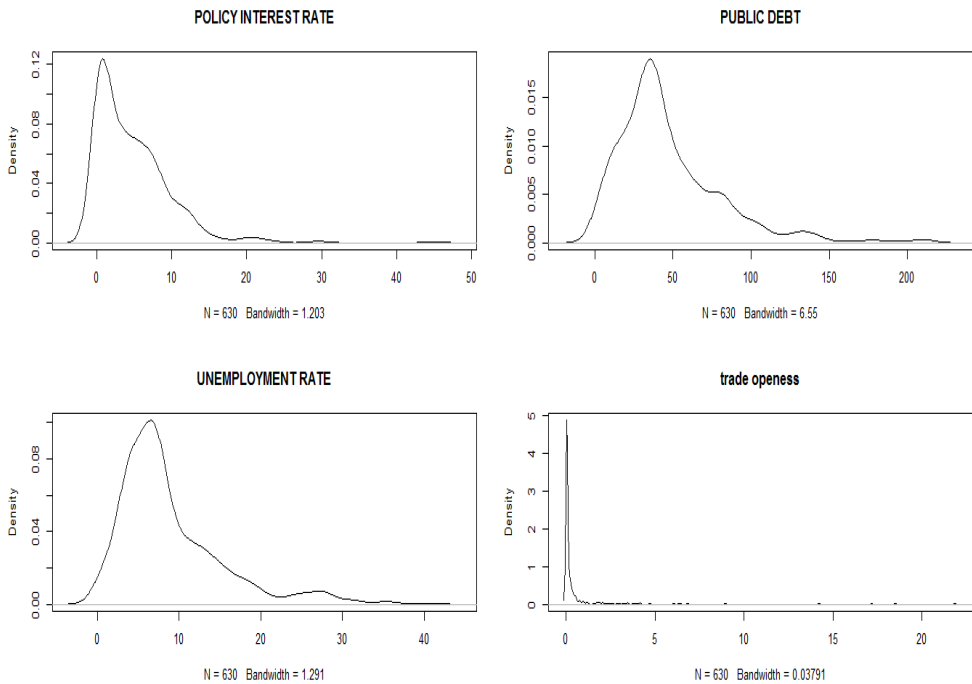 POLICY INTEREST RATE
Density
0.00
0.04
0.08
0.12
0 10 20 30 40 50
N = 630 Bandwidth = 1.203
PUBLIC DEBT
Density
0.000
0.005
0.010
0.015
0 50 100 150 200
N = 630 Bandwidth = 6.55
UNEMPLOYMENT RATE
Density
0.00
0.04
0.08
0 10 20 30 40
N = 630 Bandwidth = 1.291
trade openess
Density
0
1
2
3
4
5
0 5 10 15 20
N = 630 Bandwidth = 0.03791